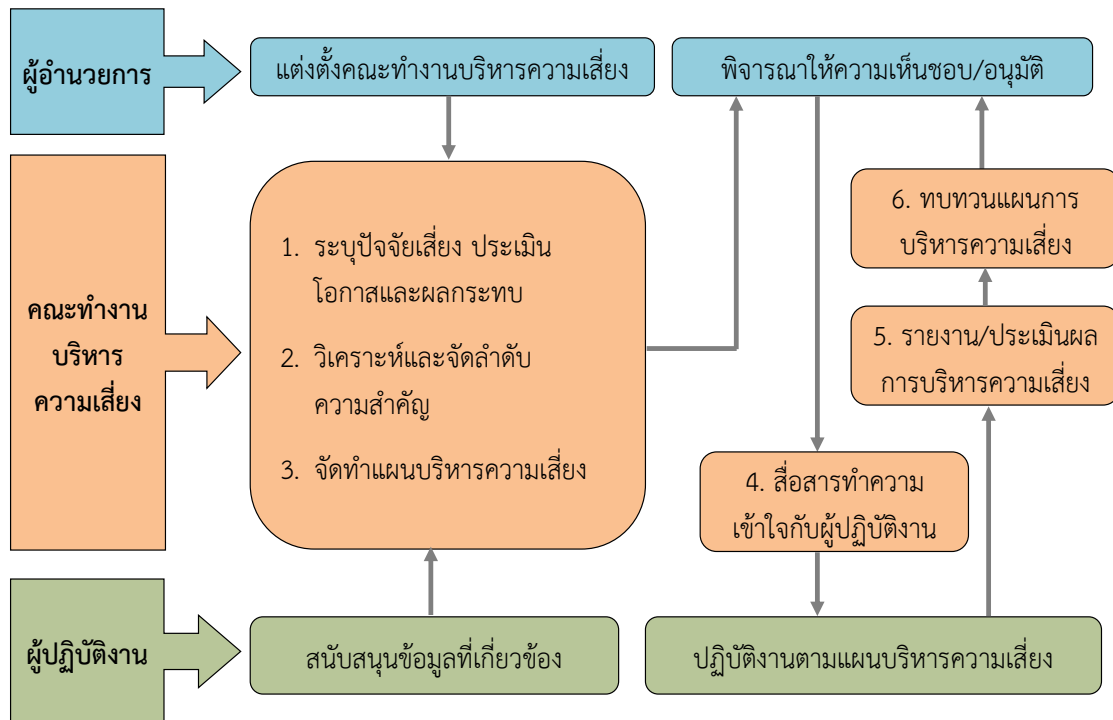 ผู้อำนวยการ
แต่งตั้งคณะทำงานบริหารความเสี่ยง
พิจารณาให้ความเห็นชอบ/อนุมัติ
คณะทำงาน
บริหาร
ความเสี่ยง
1. ระบุปัจจัยเสี่ยง ประเมิน
โอกาสและผลกระทบ
2. วิเคราะห์และจัดลำดับ
ความสำคัญ
3. จัดทำแผนบริหารความเสี่ยง
4. สื่อสารทำความ
เข้าใจกับผู้ปฏิบัติงาน
5. รายงาน/ประเมินผล
การบริหารความเสี่ยง
6. ทบทวนแผนการ
บริหารความเสี่ยง
ผู้ปฏิบัติงาน
สนับสนุนข้อมูลที่เกี่ยวข้อง
ปฏิบัติงานตามแผนบริหารความเสี่ยง